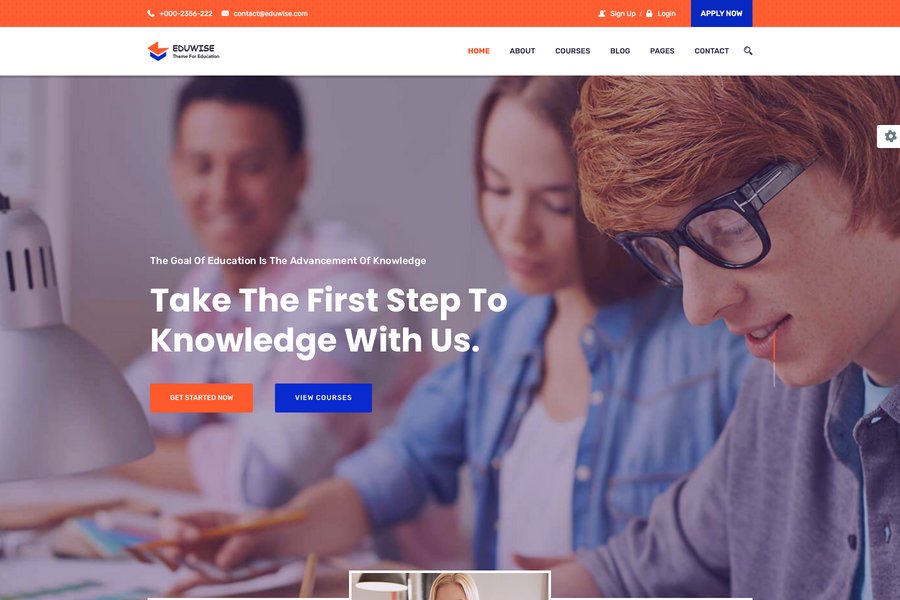 +000-2356-222 contact@eduwise.com Sign Up / Login APPLY NOW
EDUWISE
Theme For Education
HOME ABOUT COURSES BLOG PAGES CONTACT
The Goal Of Education Is The Advancement Of Knowledge
Take The First Step To
Knowledge With Us.
GET STARTED NOW VIEW COURSES